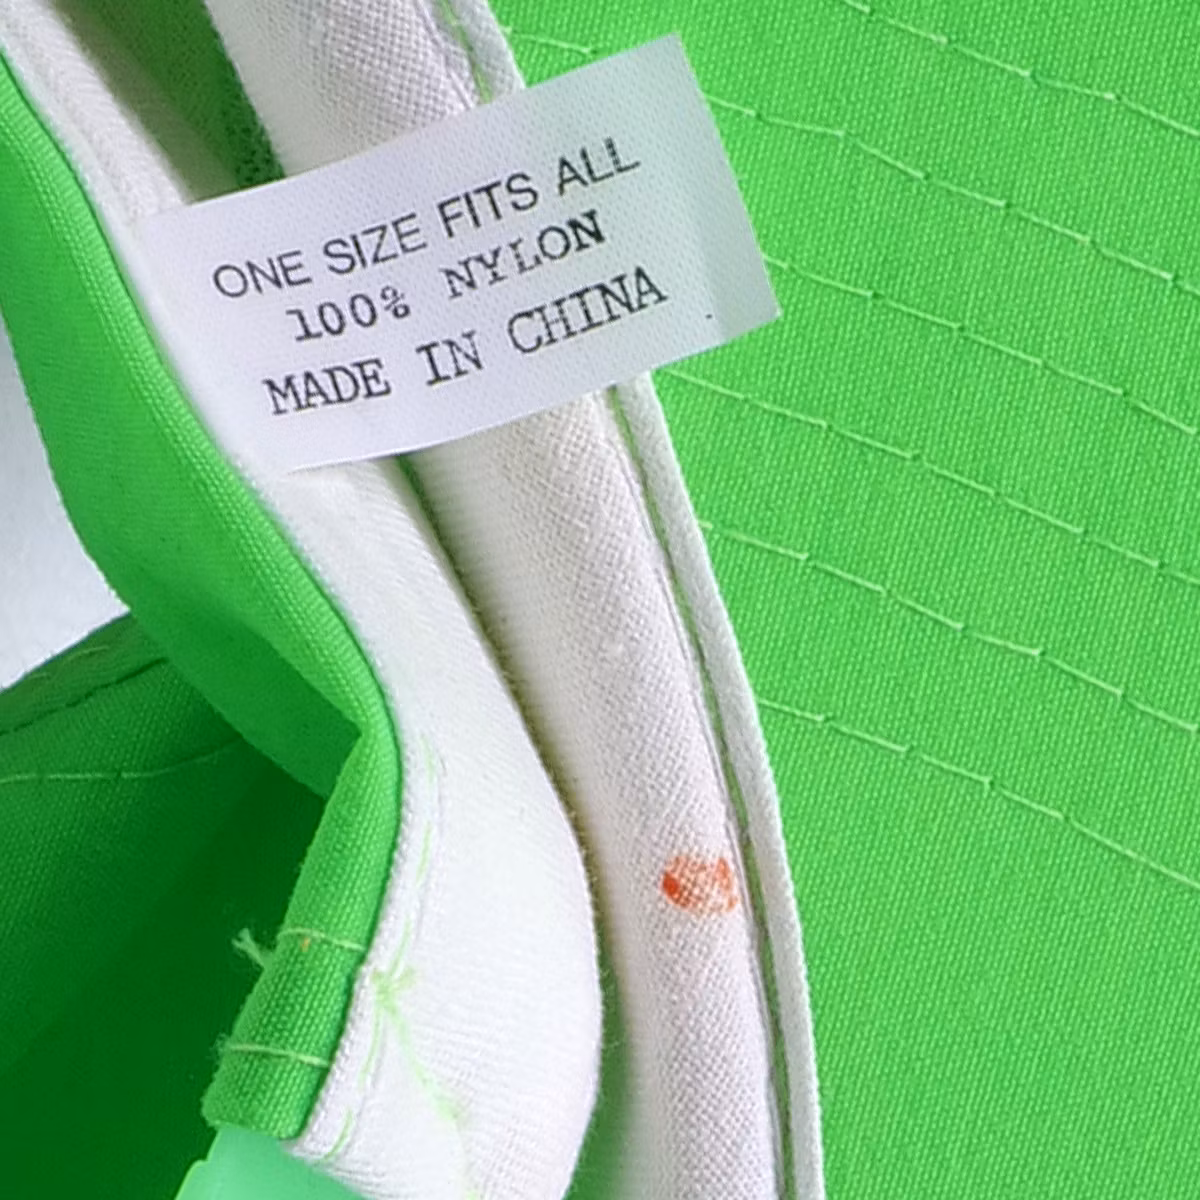 ONE SIZE FITS ALL
100% NYLON
MADE IN CHINA